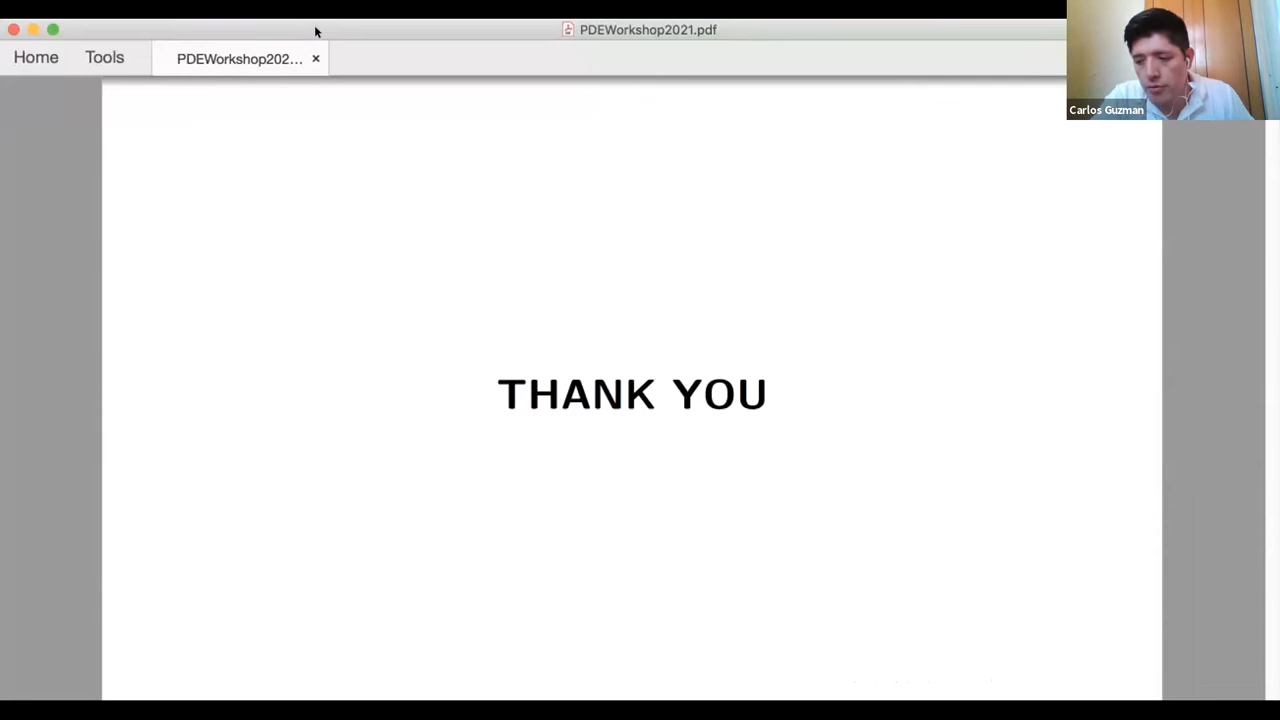 PDEWorkshop2021.pdf
Home
Tools
PDEWorkshop202...
Carlos Guzman
THANK YOU